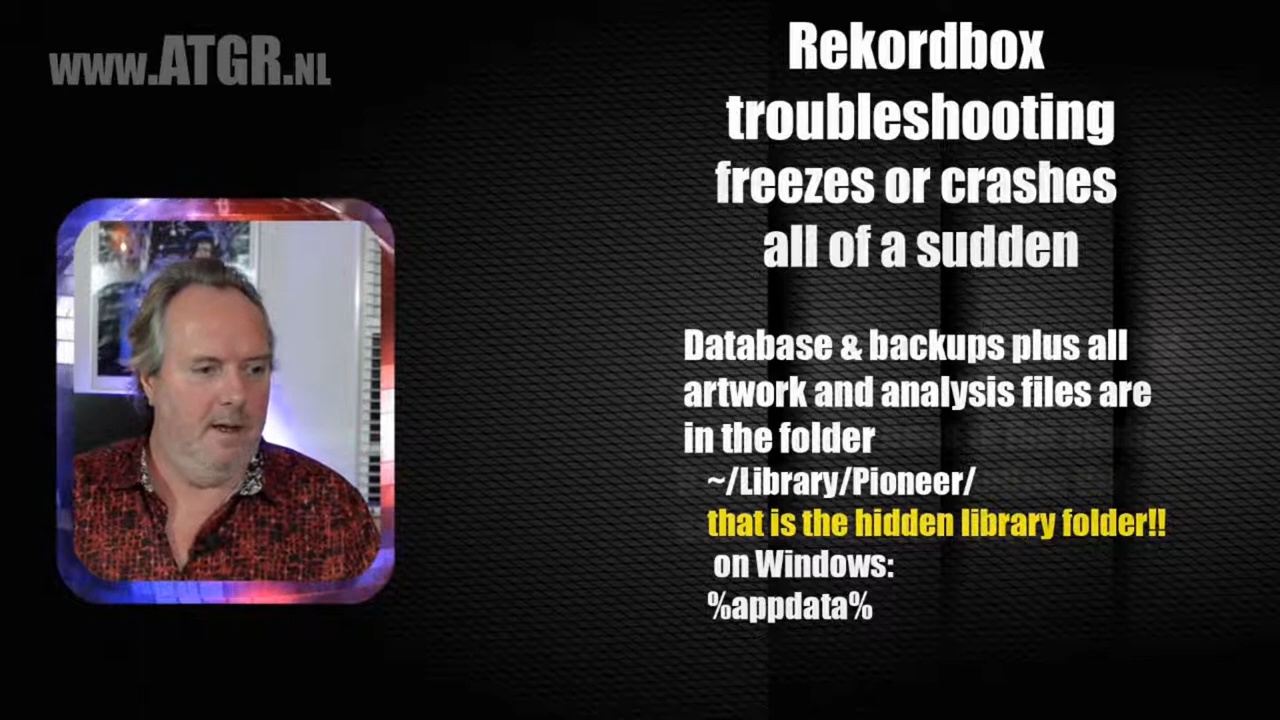 www.ATGR.NL
Rekordbox
troubleshooting
freezes or crashes
all of a sudden
Database & backups plus all
artwork and analysis files are
in the folder
~/Library/Pioneer/
that is the hidden library folder!!
on Windows:
%appdata%